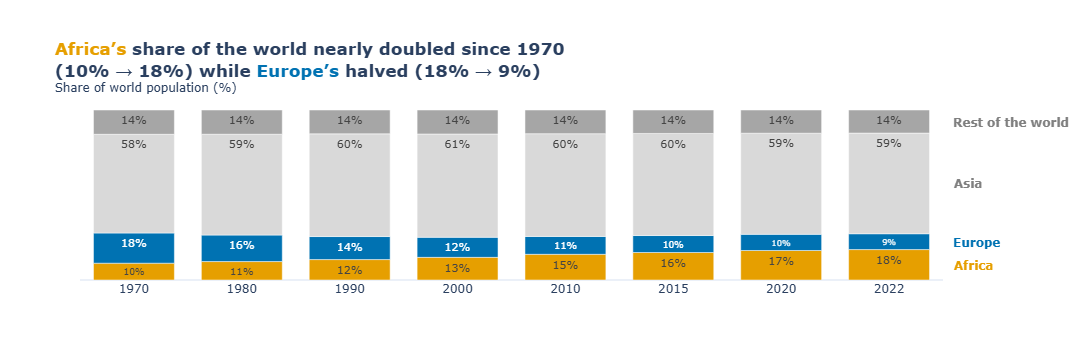 Africa’s share of the world nearly doubled since 1970
(10% → 18%) while Europe’s halved (18% → 9%)
Share of world population (%)
14% 14% 14% 14% 14% 14% 14% 14% Rest of the world
58% 59% 60% 61% 60% 60% 59% 59%
Asia
18% 16% 14% 12% 11% 10% 10% 9% Europe
10% 11% 12% 13% 15% 16% 17% 18% Africa
1970 1980 1990 2000 2010 2015 2020 2022